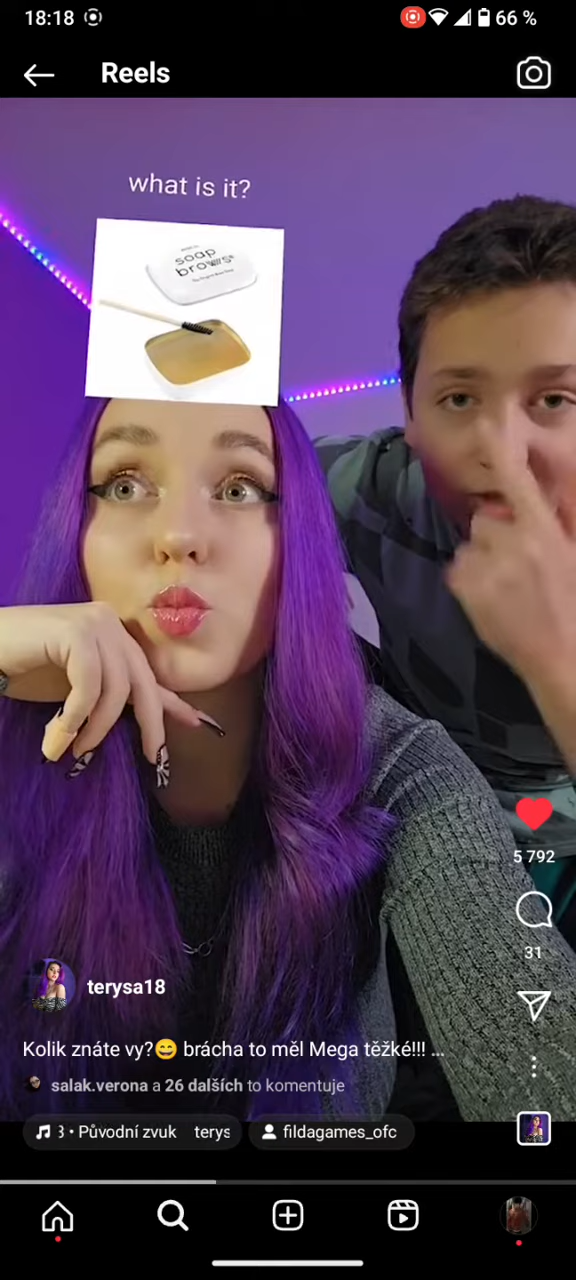 18:18
66 %
Reels
what is it?
soap
brows
5 792
31
terysa18
Kolik znáte vy?😄 brácha to měl Mega těžké!!! ...
salak.verona a 26 dalších to komentuje
3 • Původní zvuk terys
fildagames_ofc